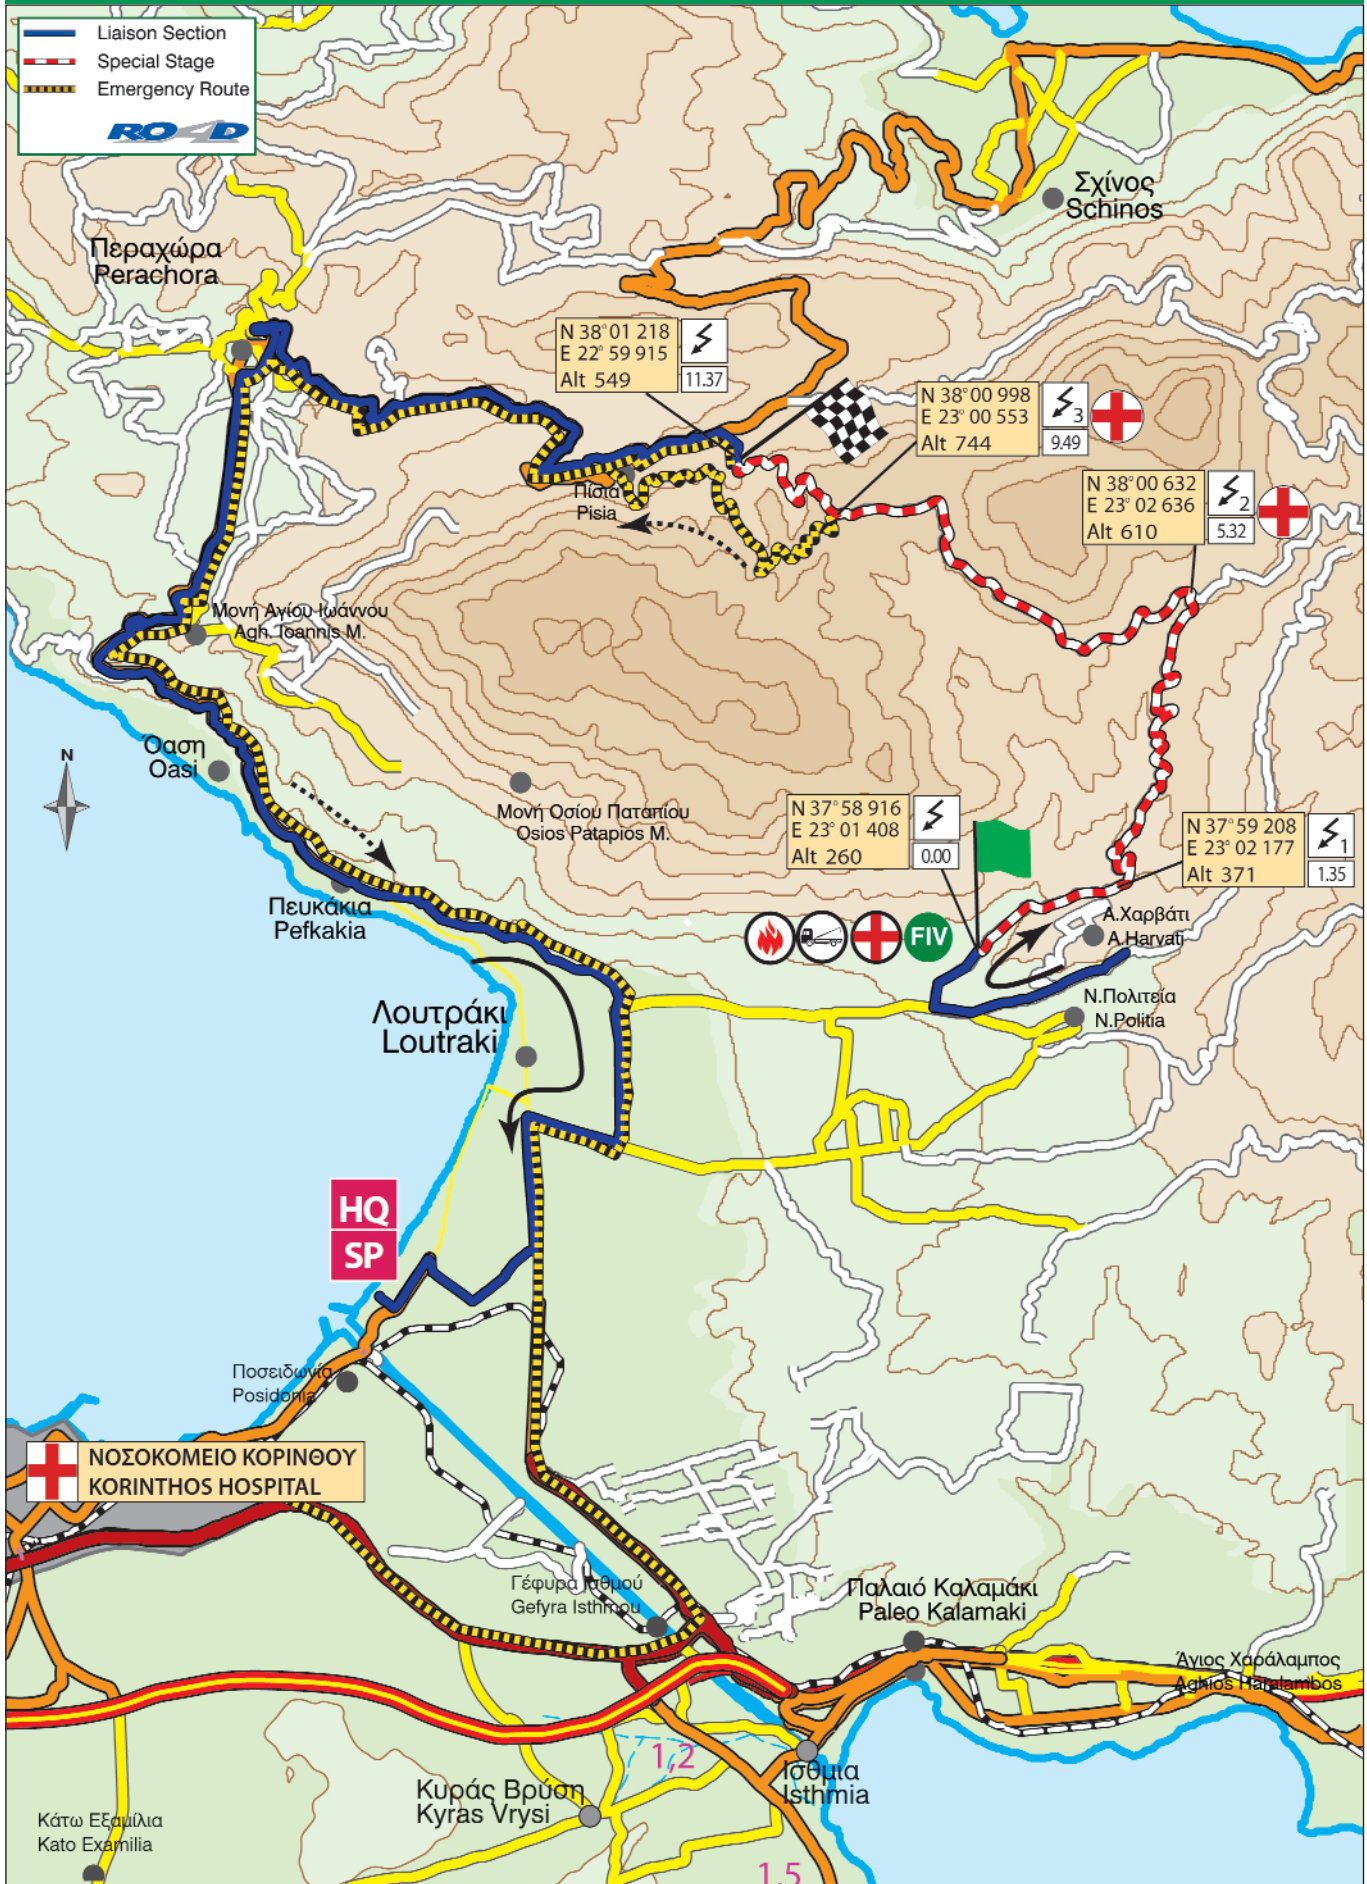 Liaison Section
Special Stage
Emergency Route
ROAD
Σχίνος
Schinos
Περαχώρα
Perachora
N 38° 01 218
E 22° 59 915
Alt 549
11.37
N 38° 00 998
E 23° 00 553
Alt 744
3
9.49
N 38° 00 632
E 23° 02 636
Alt 610
2
5.32
Πίσια
Pisia
Μονή Αγίου Ιωάννου
Agh. Ioannis M.
Όαση
Oasi
N
Μονή Οσίου Παταπίου
Osios Patapios M.
N 37° 58 916
E 23° 01 408
Alt 260
0.00
N 37° 59 208
E 23° 02 177
Alt 371
1
1.35
Πευκάκια
Pefkakia
FIV
Α.Χαρβάτι
A.Harvati
Ν.Πολιτεία
N.Politia
Λουτράκι
Loutraki
HQ
SP
Ποσειδωνία
Posidonia
ΝΟΣΟΚΟΜΕΙΟ ΚΟΡΙΝΘΟΥ
KORINTHOS HOSPITAL
Γέφυρα Ισθμού
Gefyra Isthmou
Παλαιό Καλαμάκι
Paleo Kalamaki
Άγιος Χαράλαμπος
Aghios Haralambos
1,2
Ισθμια
Isthmia
Κυράς Βρύση
Kyras Vrysi
Κάτω Εξαμίλια
Kato Examilia
1,5